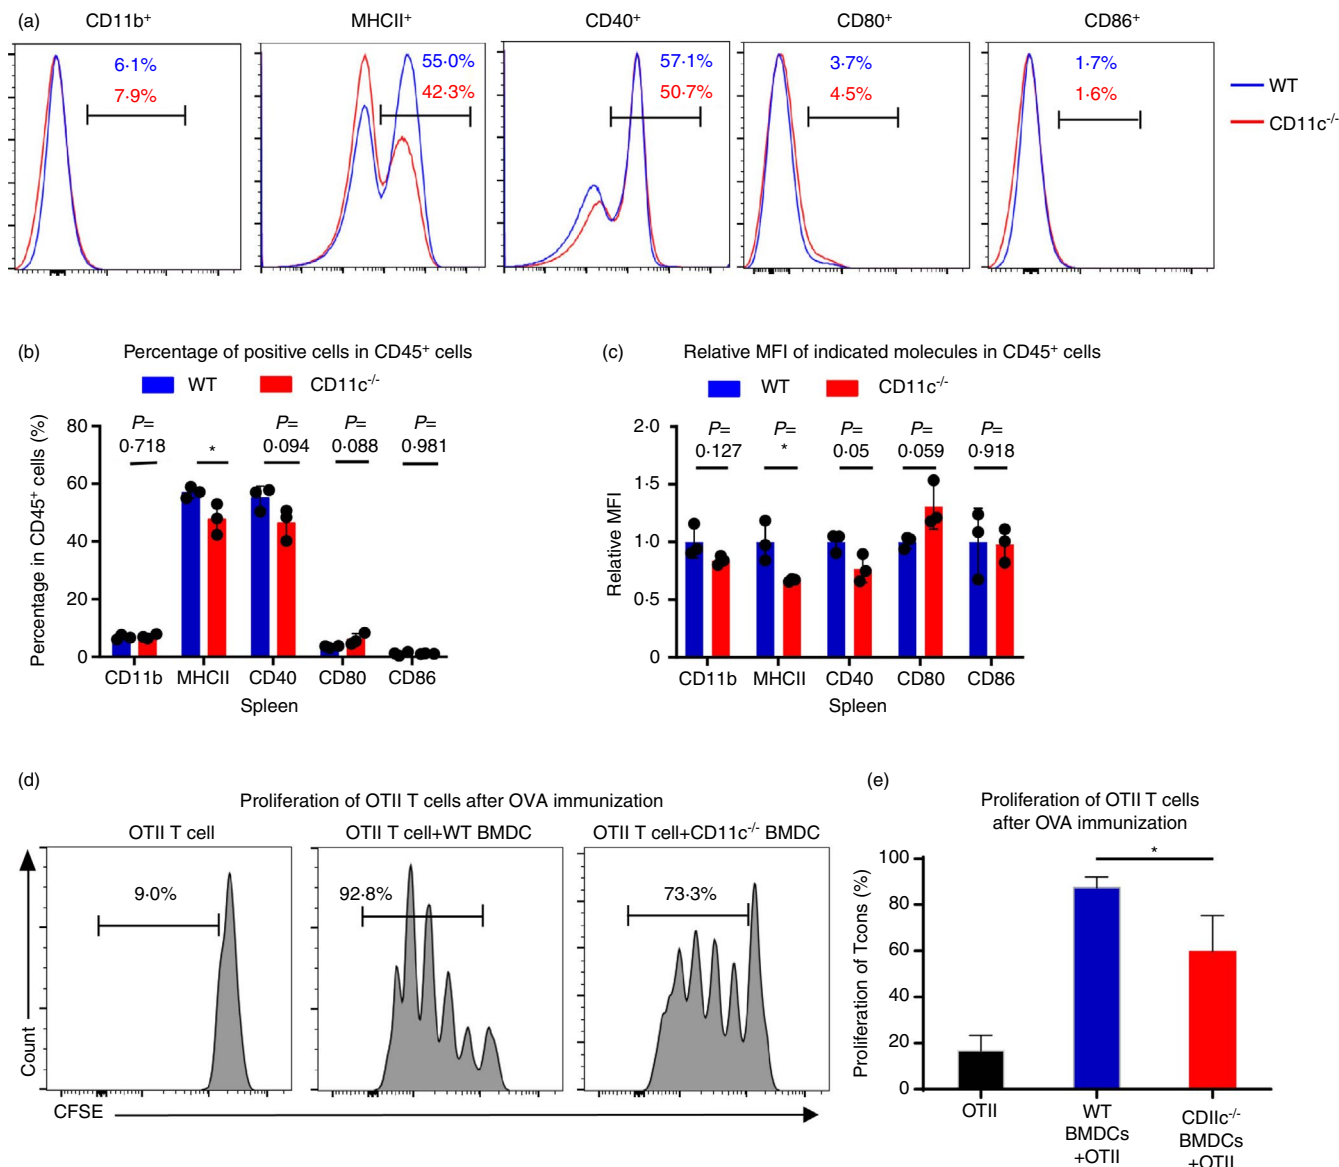 (a)
CD11b⁺ MHCII⁺ CD40⁺ CD80⁺ CD86⁺
6·1% 55·0% 57·1% 3·7% 1·7%
7·9% 42·3% 50·7% 4·5% 1·6%
WT
CD11c⁻/⁻
(b) Percentage of positive cells in CD45⁺ cells
WT CD11c⁻/⁻
Percentage in CD45⁺ cells (%)
80
60
40
20
0
P= P= P= P=
0·718 * 0·094 0·088 0·981
CD11b MHCII CD40 CD80 CD86
Spleen
(c) Relative MFI of indicated molecules in CD45⁺ cells
WT CD11c⁻/⁻
Relative MFI
2·0
1·5
1·0
0·5
0
P= P= P= P= P=
0·127 * 0·05 0·059 0·918
CD11b MHCII CD40 CD80 CD86
Spleen
(d)
Proliferation of OTII T cells after OVA immunization
OTII T cell OTII T cell+WT BMDC OTII T cell+CD11c⁻/⁻ BMDC
9·0% 92·8% 73·3%
Count
CFSE
(e)
Proliferation of OTII T cells
after OVA immunization
Proliferation of Tcons (%)
100
80
60
40
20
0
*
OTII WT CDIIc⁻/⁻
BMDCs BMDCs
+OTII +OTII